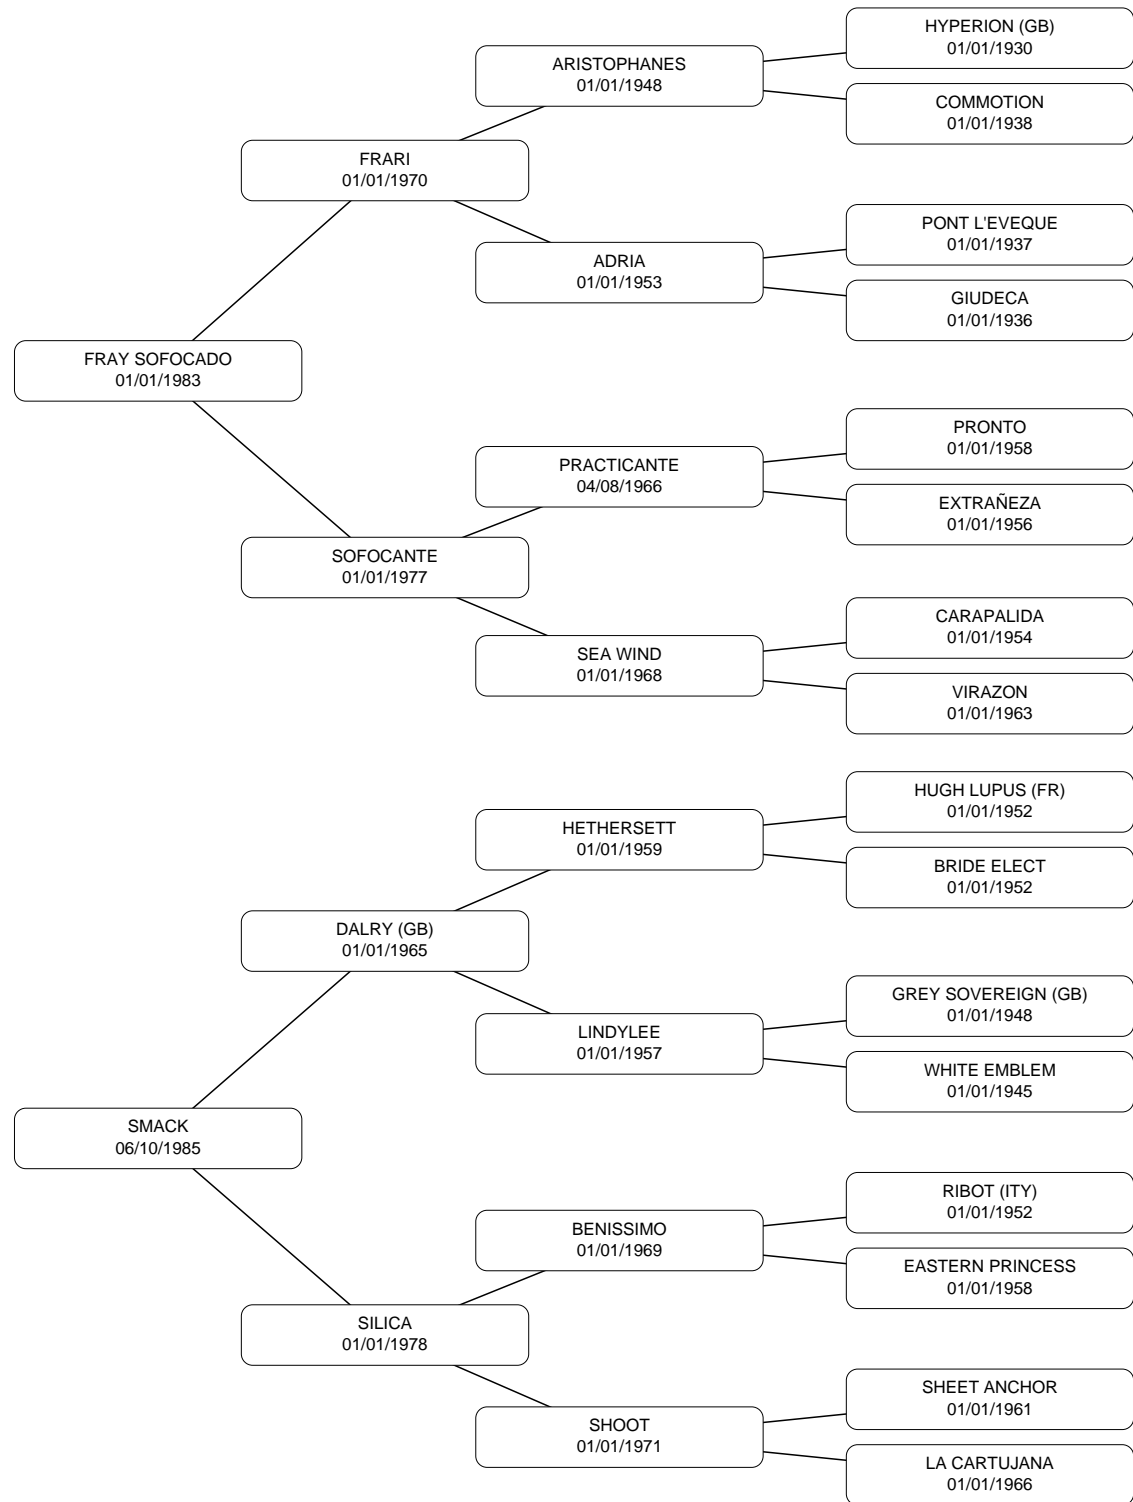 HYPERION (GB)
01/01/1930
ARISTOPHANES
01/01/1948
COMMOTION
01/01/1938
FRARI
01/01/1970
PONT L'EVEQUE
01/01/1937
ADRIA
01/01/1953
GIUDECA
01/01/1936
FRAY SOFOCADO
01/01/1983
PRONTO
01/01/1958
PRACTICANTE
04/08/1966
EXTRAÑEZA
01/01/1956
SOFOCANTE
01/01/1977
CARAPALIDA
01/01/1954
SEA WIND
01/01/1968
VIRAZON
01/01/1963
HUGH LUPUS (FR)
01/01/1952
HETHERSETT
01/01/1959
BRIDE ELECT
01/01/1952
DALRY (GB)
01/01/1965
GREY SOVEREIGN (GB)
01/01/1948
LINDYLEE
01/01/1957
WHITE EMBLEM
01/01/1945
SMACK
06/10/1985
RIBOT (ITY)
01/01/1952
BENISSIMO
01/01/1969
EASTERN PRINCESS
01/01/1958
SILICA
01/01/1978
SHEET ANCHOR
01/01/1961
SHOOT
01/01/1971
LA CARTUJANA
01/01/1966